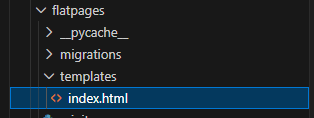 flatpages
__pycache__
migrations
templates
<> index.html